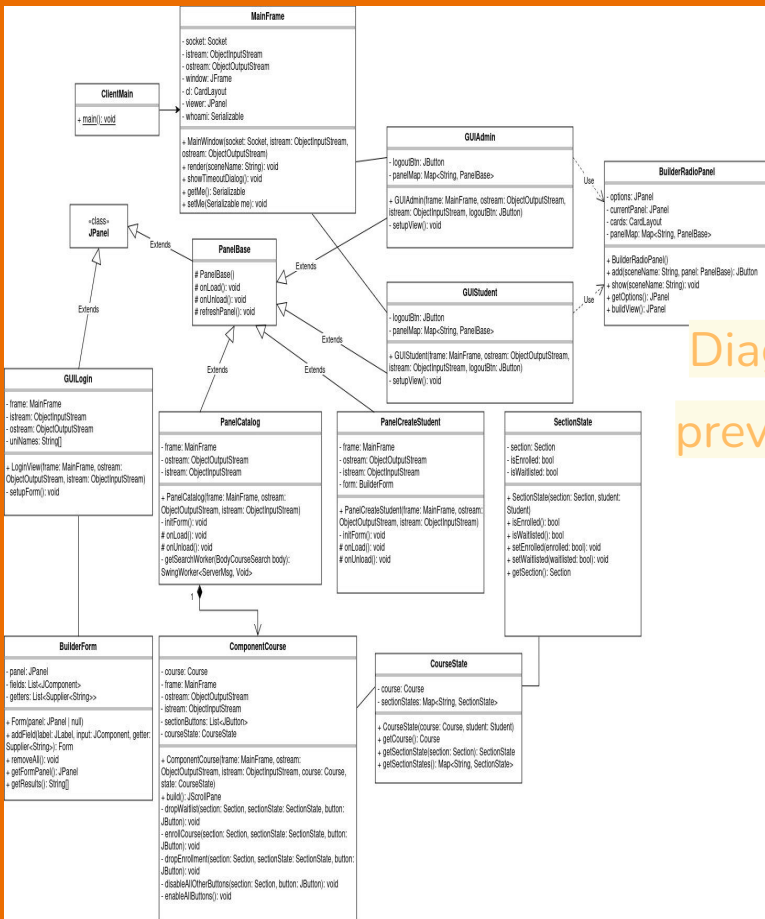 MainFrame
- socket: Socket
- istream: ObjectInputStream
- ostream: ObjectOutputStream
- window: JFrame
- cl: CardLayout
- viewer: JPanel
- whoami: Serializable
+ MainWindow(socket: Socket, istream: ObjectInputStream,
ostream: ObjectOutputStream)
+ render(sceneName: String): void
+ showTimeoutDialog(): void
+ getMe(): Serializable
+ setMe(Serializable me): void
ClientMain
+ main(): void
GUIAdmin
- logoutBtn: JButton
- panelMap: Map<String, PanelBase>
+ GUIAdmin(frame: MainFrame, ostream: ObjectOutputStream,
istream: ObjectInputStream, logoutBtn: JButton)
- setupView(): void
Use
BuilderRadioPanel
- options: JPanel
- currentPanel: JPanel
- cards: CardLayout
- panelMap: Map<String, PanelBase>
+ BuilderRadioPanel()
+ add(sceneName: String, panel: PanelBase): JButton
+ show(sceneName: String): void
+ getOptions(): JPanel
+ buildView(): JPanel
«class»
JPanel
Extends
PanelBase
# PanelBase()
# onLoad(): void
# onUnload(): void
# refreshPanel(): void
Extends
GUIStudent
- logoutBtn: JButton
- panelMap: Map<String, PanelBase>
+ GUIStudent(frame: MainFrame, ostream: ObjectOutputStream,
istream: ObjectInputStream, logoutBtn: JButton)
- setupView(): void
Use
Extends
Extends
Extends
Extends
Diag
prev
GUILogin
- frame: MainFrame
- istream: ObjectInputStream
- ostream: ObjectOutputStream
- uniNames: String[]
+ LoginView(frame: MainFrame, ostream:
ObjectOutputStream, istream: ObjectInputStream)
- setupForm(): void
PanelCatalog
- frame: MainFrame
- ostream: ObjectOutputStream
- istream: ObjectInputStream
+ PanelCatalog(frame: MainFrame, ostream:
ObjectOutputStream, istream: ObjectInputStream)
- initForm(): void
# onLoad(): void
# onUnload(): void
- getSearchWorker(BodyCourseSearch body):
SwingWorker<ServerMsg, Void>
1
PanelCreateStudent
- frame: MainFrame
- ostream: ObjectOutputStream
- istream: ObjectInputStream
- form: BuilderForm
+ PanelCreateStudent(frame: MainFrame, ostream:
ObjectOutputStream, istream: ObjectInputStream)
- initForm(): void
# onLoad(): void
# onUnload(): void
SectionState
- section: Section
- isEnrolled: bool
- isWaitlisted: bool
+ SectionState(section: Section, student:
Student)
+ isEnrolled(): bool
+ isWaitlisted(): bool
+ setEnrolled(enrolled: bool): void
+ setWaitlisted(waitlisted: bool): void
+ getSection(): Section
BuilderForm
- panel: JPanel
- fields: List<JComponent>
- getters: List<Supplier<String>>
+ Form(panel: JPanel | null)
+ addField(label: JLabel, input: JComponent, getter:
Supplier<String>): Form
+ removeAll(): void
+ getFormPanel(): JPanel
+ getResults(): String[]
ComponentCourse
- course: Course
- frame: MainFrame
- ostream: ObjectOutputStream
- istream: ObjectInputStream
- sectionButtons: List<JButton>
- courseState: CourseState
+ ComponentCourse(frame: MainFrame, ostream:
ObjectOutputStream, istream: ObjectInputStream, course: Course,
state: CourseState)
+ build(): JScrollPane
- dropWaitlist(section: Section, sectionState: SectionState, button:
JButton): void
- enrollCourse(section: Section, sectionState: SectionState, button:
JButton): void
- dropEnrollment(section: Section, sectionState: SectionState, button:
JButton): void
- disableAllOtherButtons(section: Section, button: JButton): void
- enableAllButtons(): void
CourseState
- course: Course
- sectionStates: Map<String, SectionState>
+ CourseState(course: Course, student: Student)
+ getCourse(): Course
+ getSectionState(section: Section): SectionState
+ getSectionStates(): Map<String, SectionState>